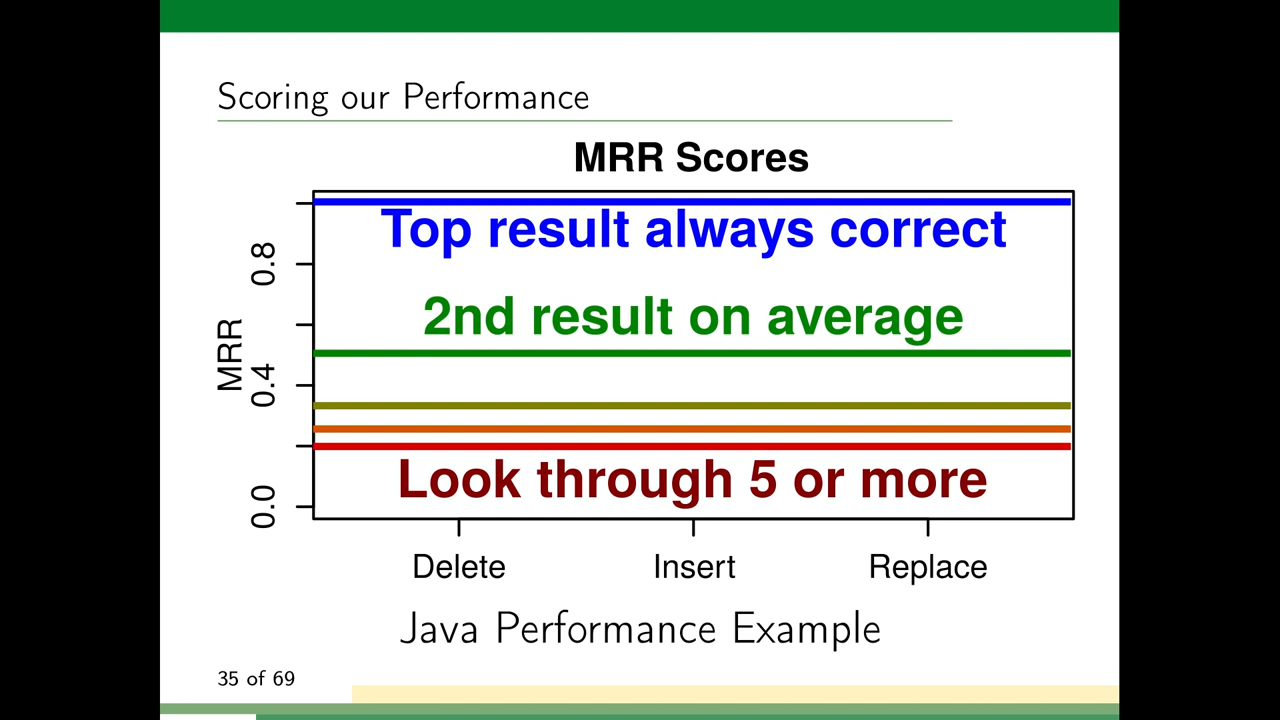 Scoring our Performance
MRR Scores
Top result always correct
2nd result on average
Look through 5 or more
MRR
0.8
0.4
0.0
Delete Insert Replace
Java Performance Example
35 of 69